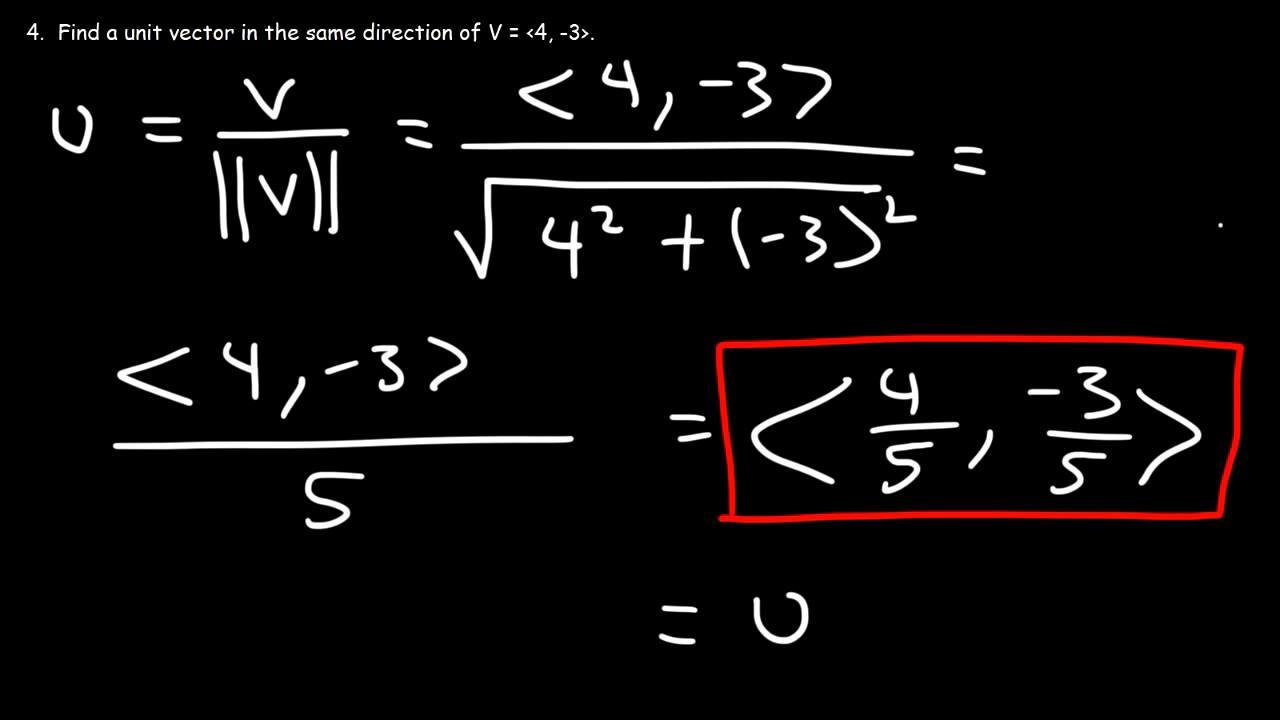 4. Find a unit vector in the same direction of V = <4, -3>.
U = V / ||V|| = <4, -3> / √(4² + (-3)²) =
<4, -3> / 5 = <4/5, -3/5>
= U